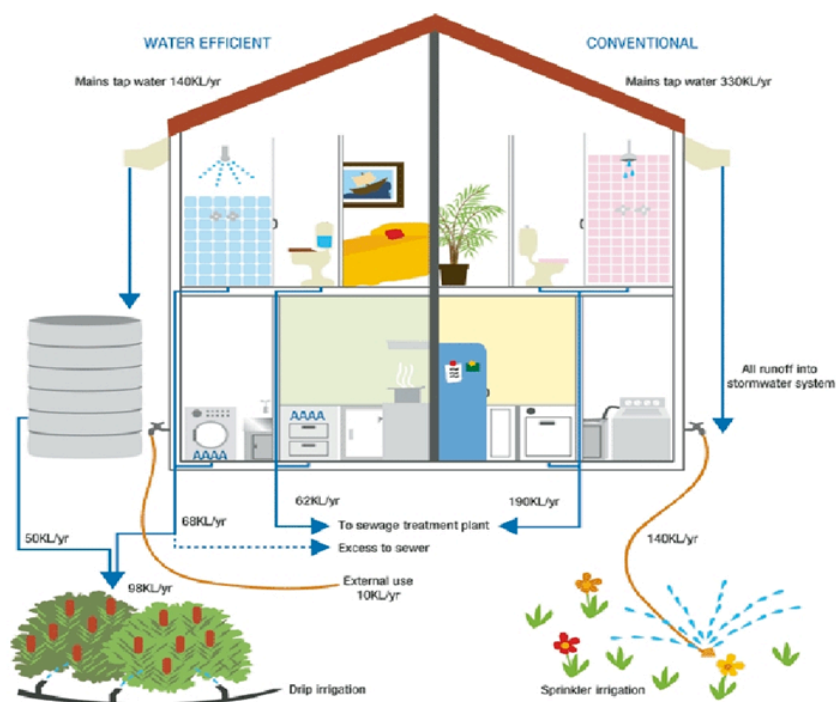 WATER EFFICIENT
CONVENTIONAL
Mains tap water 140KL/yr
Mains tap water 330KL/yr
All runoff into
stormwater system
62KL/yr
190KL/yr
68KL/yr
To sewage treatment plant
50KL/yr
140KL/yr
Excess to sewer
External use
10KL/yr
98KL/yr
Drip irrigation
Sprinkler irrigation